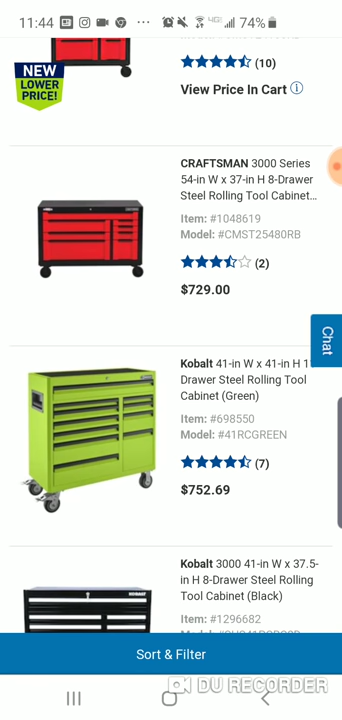 11:44 74%
(10)
NEW
LOWER
PRICE!
View Price In Cart
CRAFTSMAN 3000 Series
54-in W x 37-in H 8-Drawer
Steel Rolling Tool Cabinet...
Item: #1048619
Model: #CMST25480RB
(2)
$729.00
Chat
Kobalt 41-in W x 41-in H
Drawer Steel Rolling Tool
Cabinet (Green)
Item: #698550
Model: #41RCGREEN
(7)
$752.69
Kobalt 3000 41-in W x 37.5-
in H 8-Drawer Steel Rolling
Tool Cabinet (Black)
KOBALT
Item: #1296682
Sort & Filter
DU RECORDER